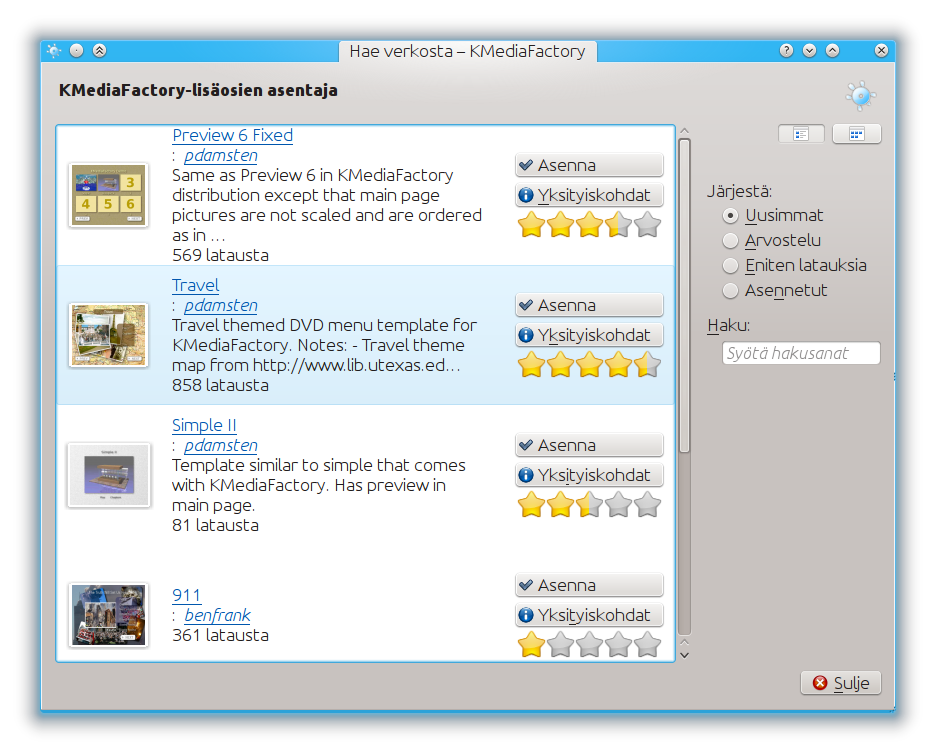 Hae verkosta – KMediaFactory
KMediaFactory-lisäosien asentaja
Preview 6 Fixed
: pdamsten
Same as Preview 6 in KMediaFactory
distribution except that main page
pictures are not scaled and are ordered
as in ...
569 latausta
Asenna
Yksityiskohdat
3
4 5 6
Travel
: pdamsten
Travel themed DVD menu template for
KMediaFactory. Notes: - Travel theme
map from http://www.lib.utexas.ed...
858 latausta
Asenna
Yksityiskohdat
Simple II
: pdamsten
Template similar to simple that comes
with KMediaFactory. Has preview in
main page.
81 latausta
Asenna
Yksityiskohdat
911
: benfrank
361 latausta
Asenna
Yksityiskohdat
Järjestä:
Uusimmat
Arvostelu
Eniten latauksia
Asennetut
Haku:
Syötä hakusanat
Sulje